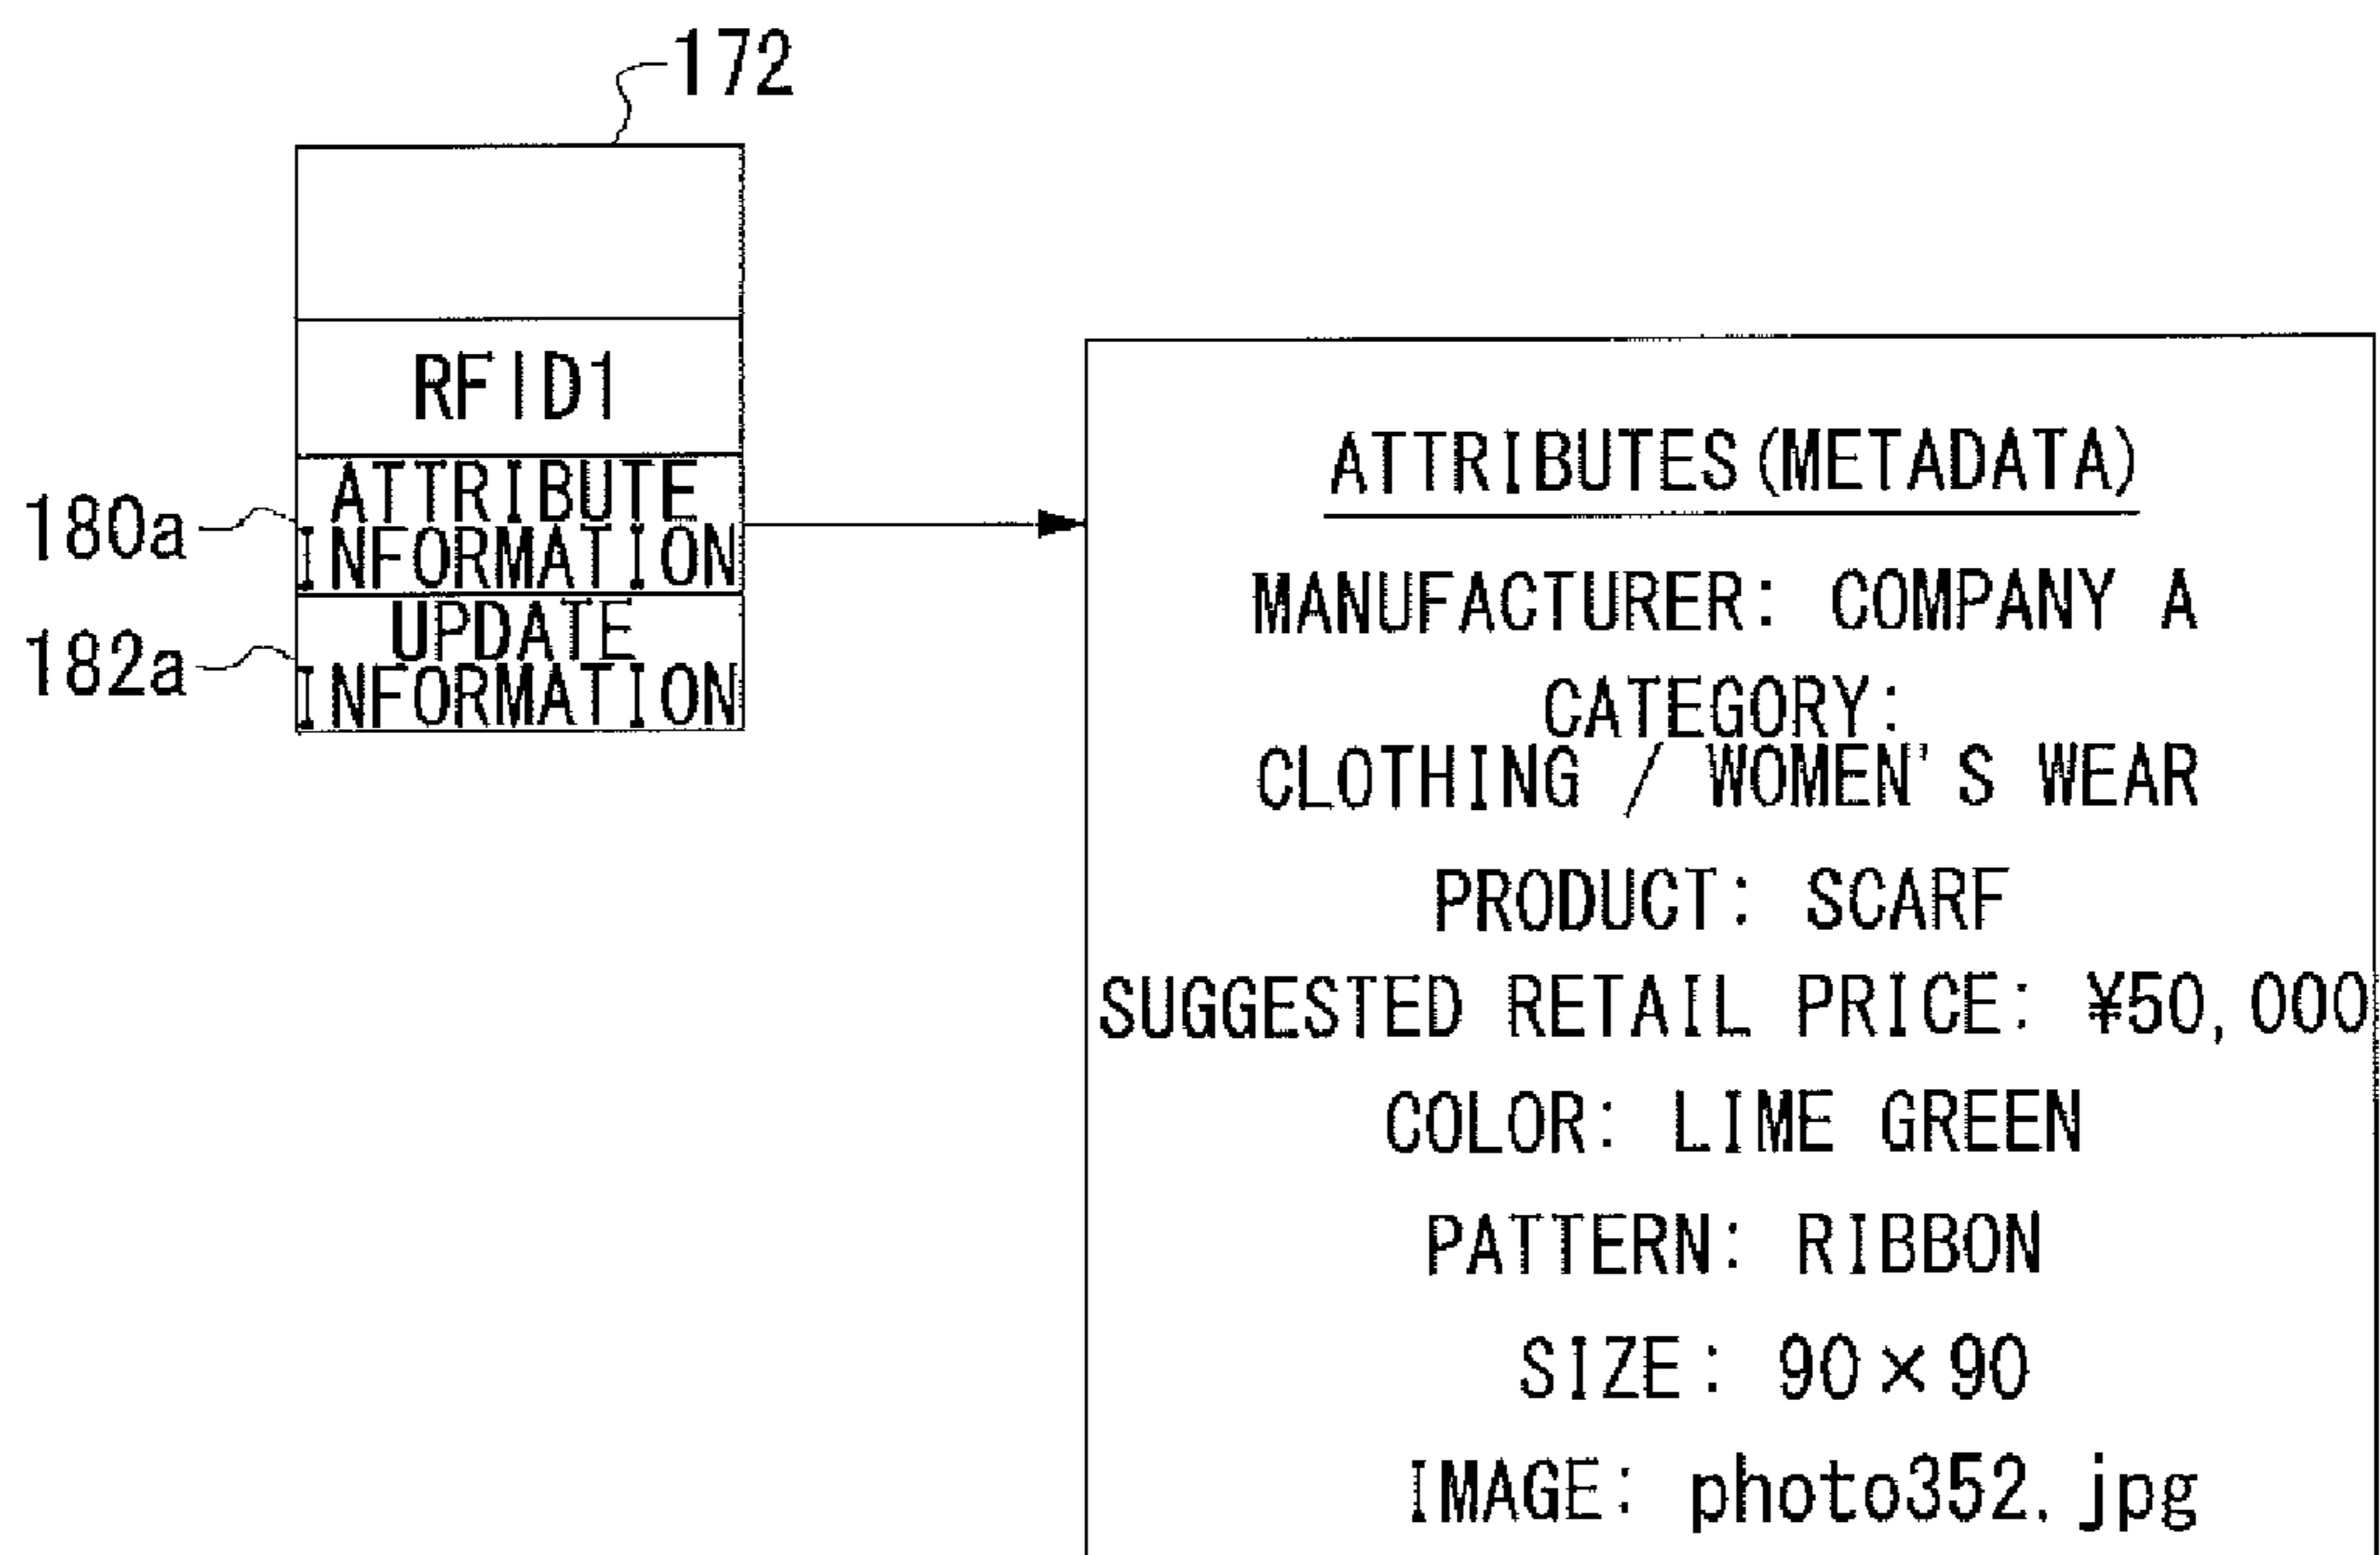 172
RFID1
180a
ATTRIBUTE
INFORMATION
182a
UPDATE
INFORMATION
ATTRIBUTES(METADATA)
MANUFACTURER: COMPANY A
CATEGORY:
CLOTHING / WOMEN'S WEAR
PRODUCT: SCARF
SUGGESTED RETAIL PRICE: ¥50,000
COLOR: LIME GREEN
PATTERN: RIBBON
SIZE: 90×90
IMAGE: photo352.jpg